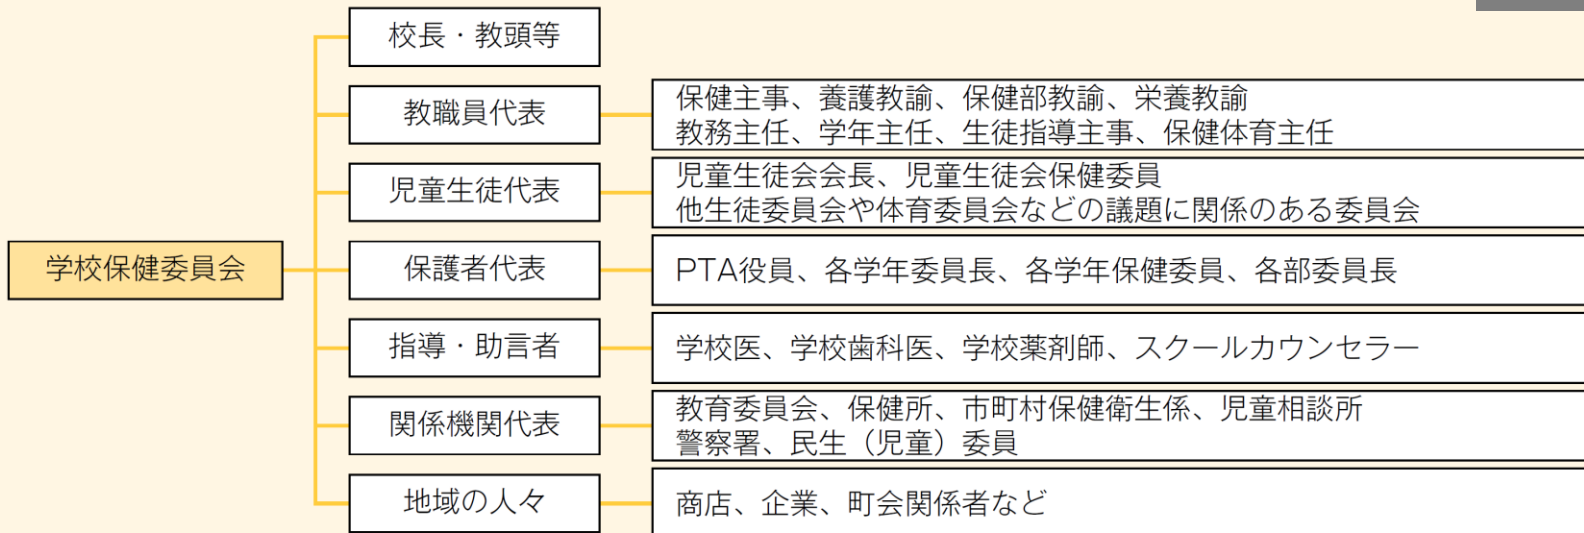 校長・教頭等
教職員代表
保健主事、養護教諭、保健部教諭、栄養教諭
教務主任、学年主任、生徒指導主事、保健体育主任
児童生徒代表
児童生徒会会長、児童生徒会保健委員
他生徒委員会や体育委員会などの議題に関係のある委員会
学校保健委員会
保護者代表
PTA役員、各学年委員長、各学年保健委員、各部委員長
指導・助言者
学校医、学校歯科医、学校薬剤師、スクールカウンセラー
関係機関代表
教育委員会、保健所、市町村保健衛生係、児童相談所
警察署、民生（児童）委員
地域の人々
商店、企業、町会関係者など